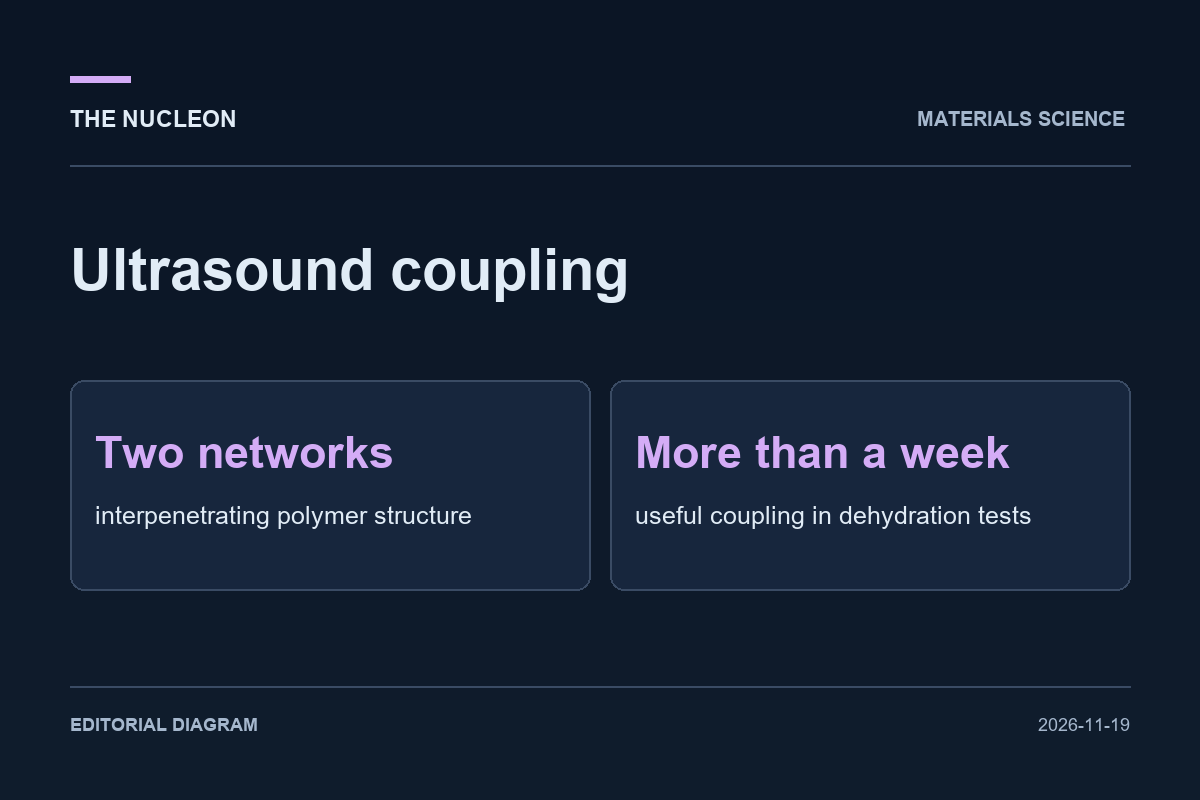 THE NUCLEON
MATERIALS SCIENCE
Ultrasound coupling
Two networks
interpenetrating polymer structure
More than a week
useful coupling in dehydration tests
EDITORIAL DIAGRAM
2026-11-19